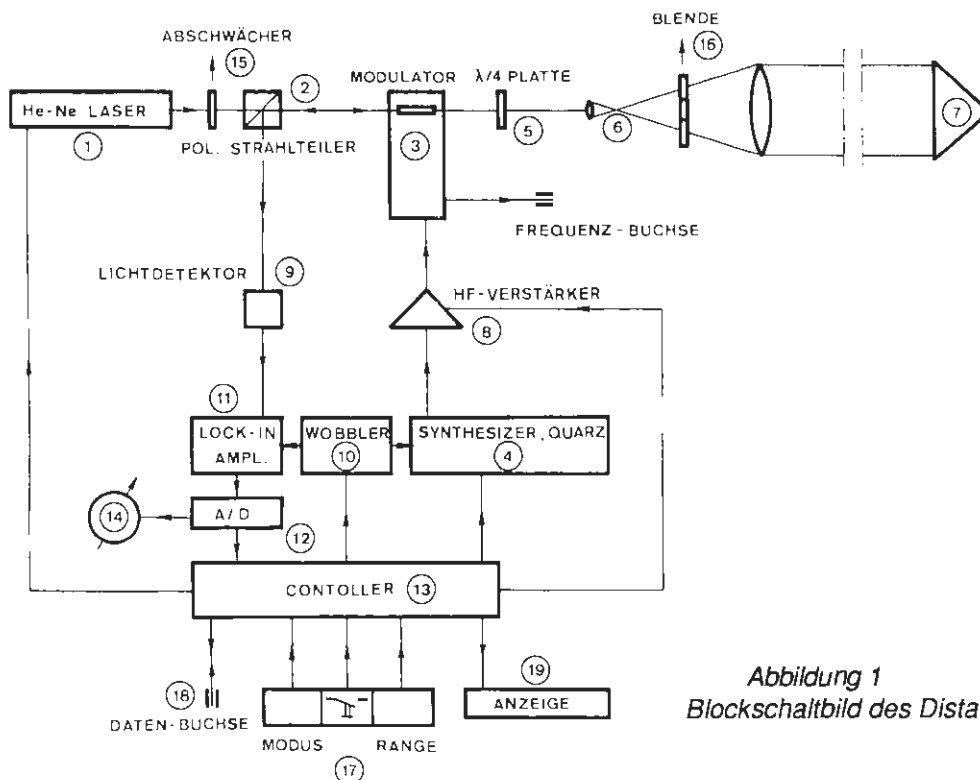 BLENDE
16
ABSCHWÄCHER
15
2
MODULATOR
λ/4 PLATTE
He-Ne LASER
1
POL. STRAHLTEILER
3
5
6
7
FREQUENZ-BUCHSE
LICHTDETEKTOR
9
HF-VERSTÄRKER
8
11
LOCK-IN
AMPL.
WOBBLER
10
SYNTHESIZER, QUARZ
4
14
A/D
12
CONTOLLER
13
18
DATEN-BUCHSE
MODUS
RANGE
17
19
ANZEIGE
Abbildung 1
Blockschaltbild des Dista